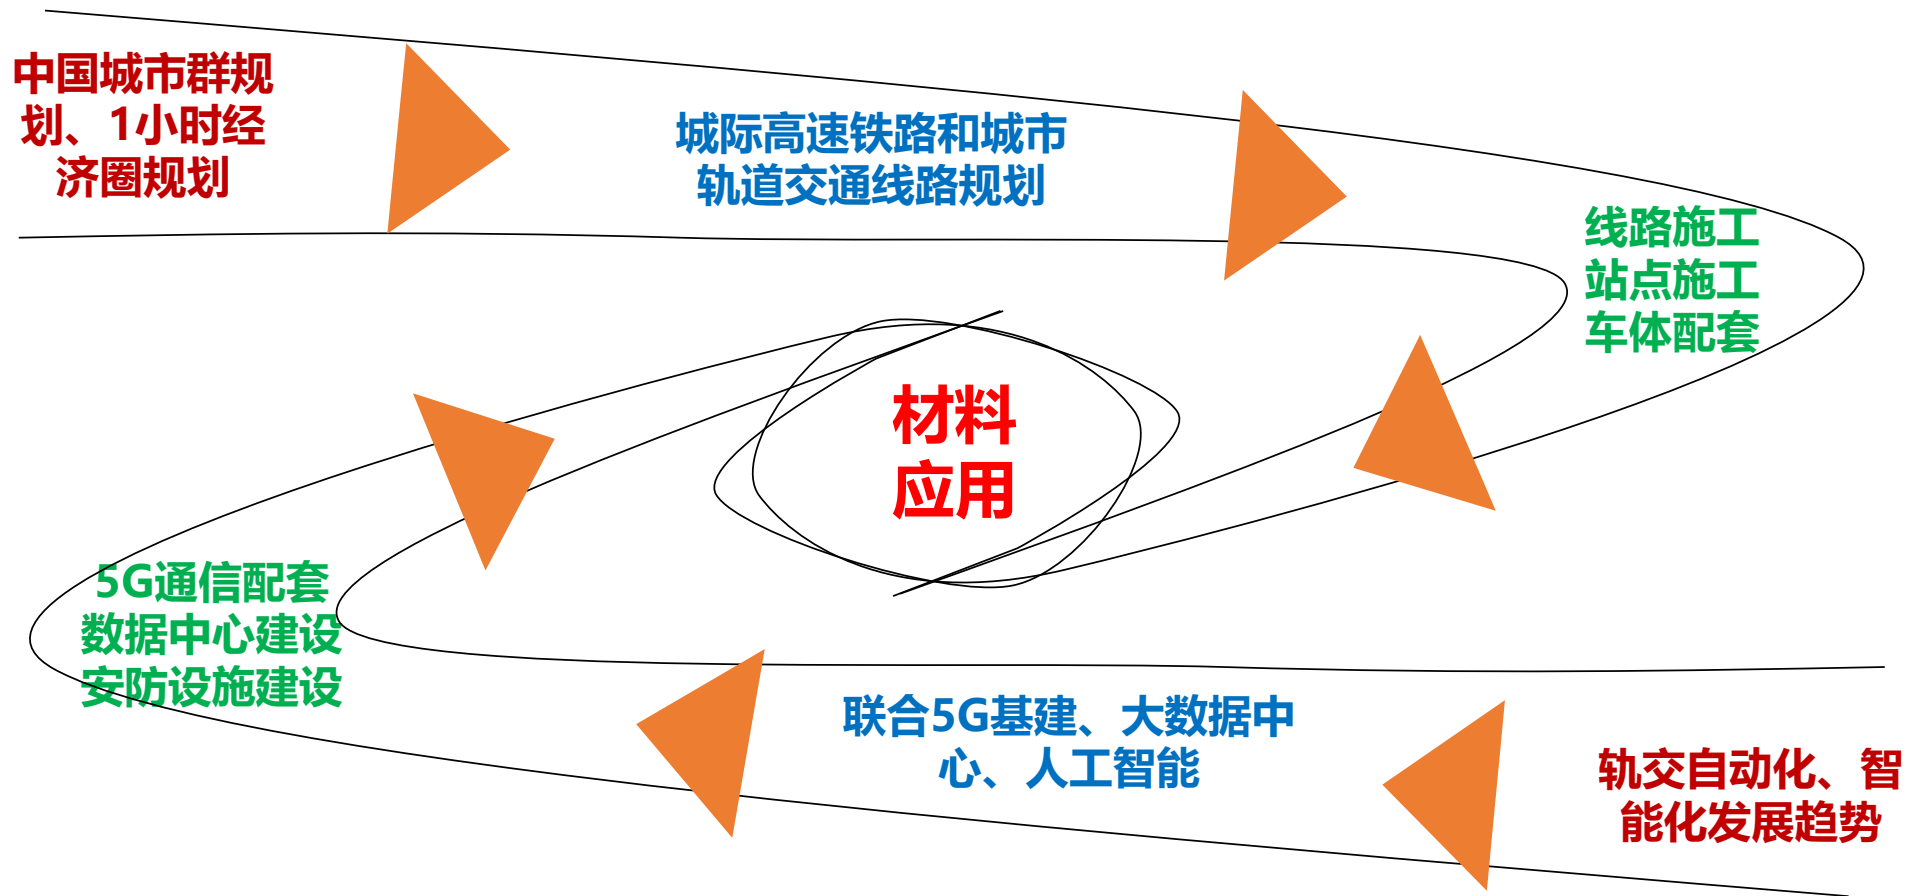 中国城市群规
划、1小时经
济圈规划
城际高速铁路和城市
轨道交通线路规划
线路施工
站点施工
车体配套
材料
应用
5G通信配套
数据中心建设
安防设施建设
联合5G基建、大数据中
心、人工智能
轨交自动化、智
能化发展趋势